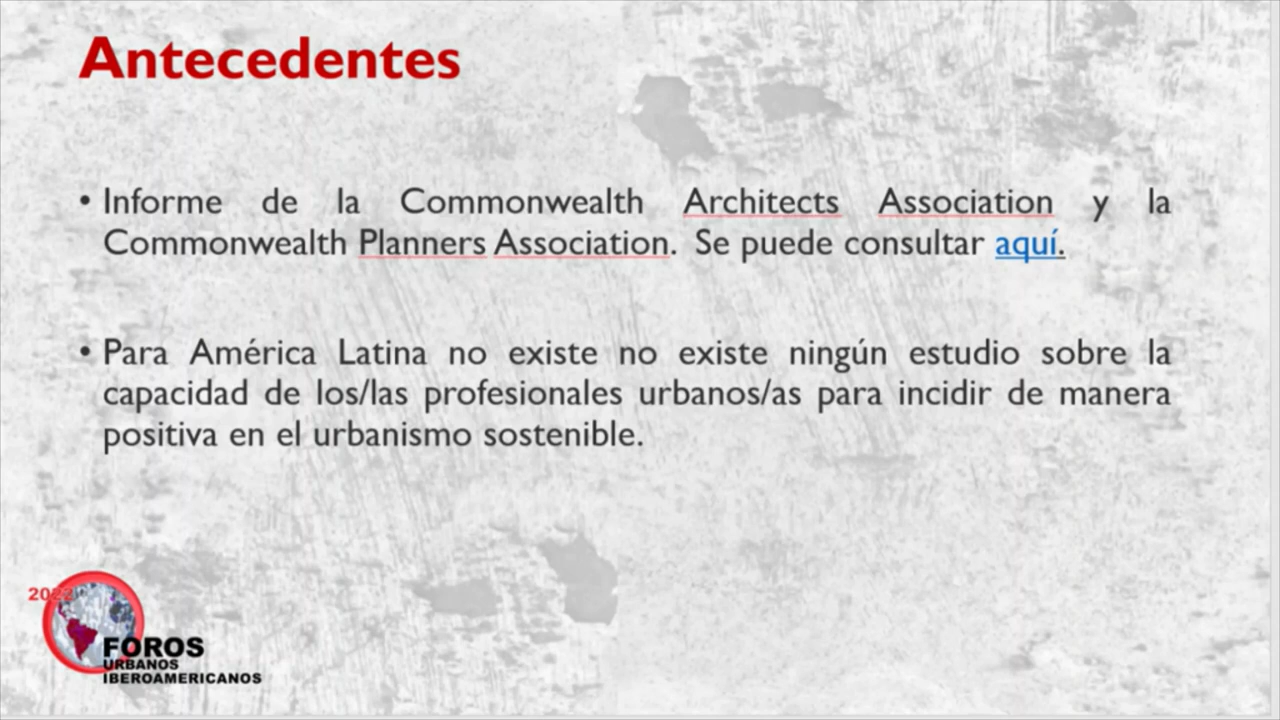 Antecedentes
• Informe de la Commonwealth Architects Association y la
Commonwealth Planners Association. Se puede consultar aquí.
• Para América Latina no existe no existe ningún estudio sobre la
capacidad de los/las profesionales urbanos/as para incidir de manera
positiva en el urbanismo sostenible.
2022
FOROS
URBANOS
IBEROAMERICANOS